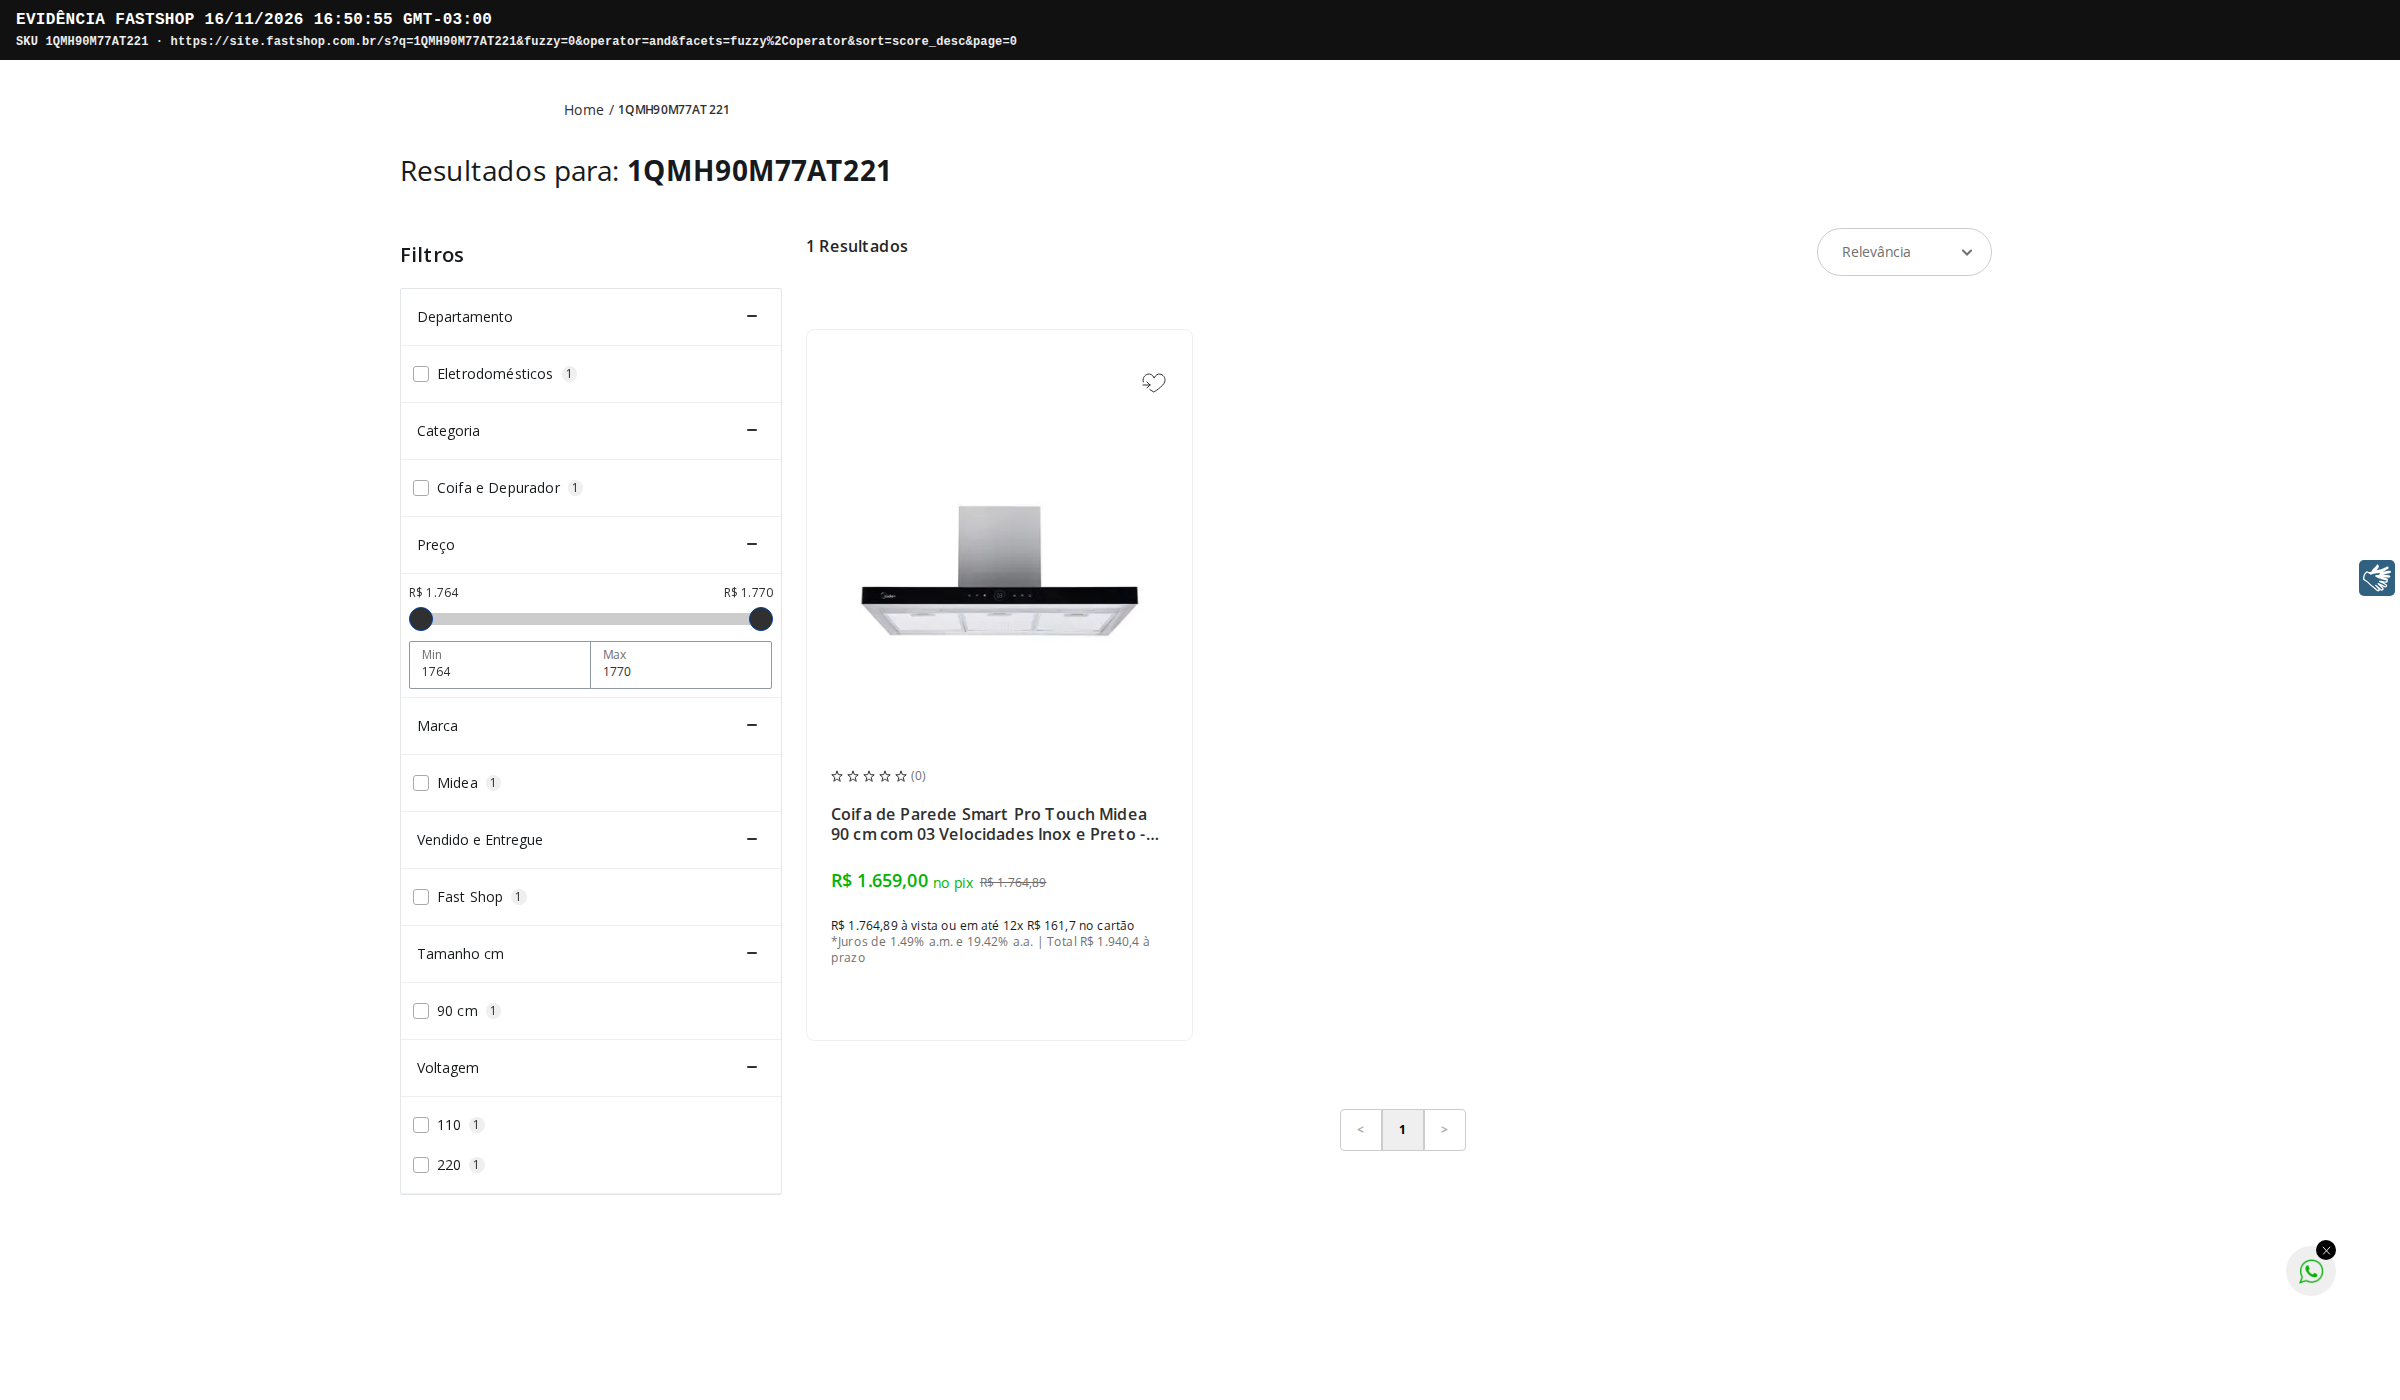 EVIDÊNCIA FASTSHOP 16/11/2026 16:50:55 GMT-03:00
SKU 1QMH90M77AT221 · https://site.fastshop.com.br/s?q=1QMH90M77AT221&fuzzy=0&operator=and&facets=fuzzy%2Coperator&sort=score_desc&page=0
Home / 1QMH90M77AT221
Resultados para: 1QMH90M77AT221
Filtros
1 Resultados
Relevância
Departamento
Eletrodomésticos 1
Categoria
Coifa e Depurador 1
Preço
R$ 1.764 R$ 1.770
Min Max
1764 1770
Marca
Midea 1
Vendido e Entregue
Fast Shop 1
Tamanho cm
90 cm 1
Voltagem
110 1
220 1
(0)
Coifa de Parede Smart Pro Touch Midea
90 cm com 03 Velocidades Inox e Preto -...
R$ 1.659,00 no pix R$ 1.764,89
R$ 1.764,89 à vista ou em até 12x R$ 161,7 no cartão
*Juros de 1.49% a.m. e 19.42% a.a. | Total R$ 1.940,4 à
prazo
< 1 >